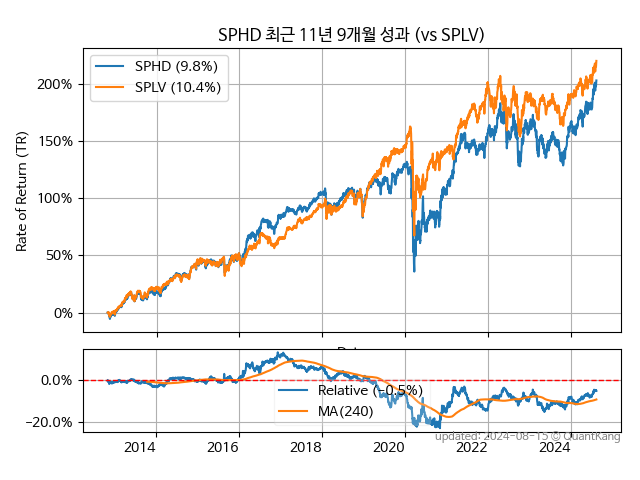 SPHD 최근 11년 9개월 성과 (vs SPLV)
SPHD (9.8%)
SPLV (10.4%)
Rate of Return (TR)
200%
150%
100%
50%
0%
0.0%
−20.0%
Relative (−0.5%)
MA(240)
2014
2016
2018
2020
2022
2024
updated: 2024-08-15 © QuantKang